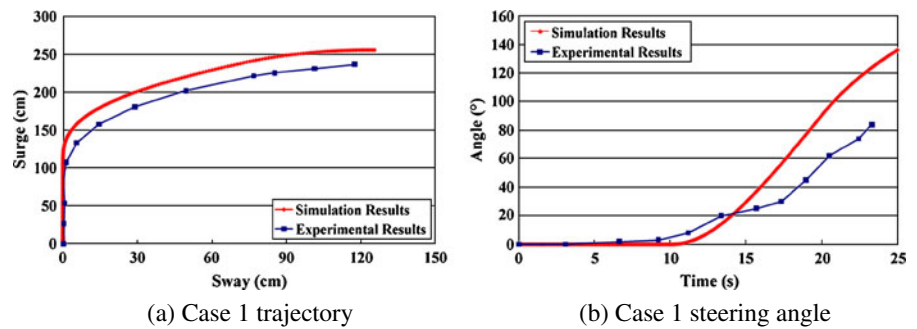 300
250
200
150
100
50
0
Surge (cm)
0 30 60 90 120 150
Sway (cm)
Simulation Results
Experimental Results
(a) Case 1 trajectory
160
140
120
100
80
60
40
20
0
Angle (°)
0 5 10 15 20 25
Time (s)
Simulation Results
Experimental Results
(b) Case 1 steering angle